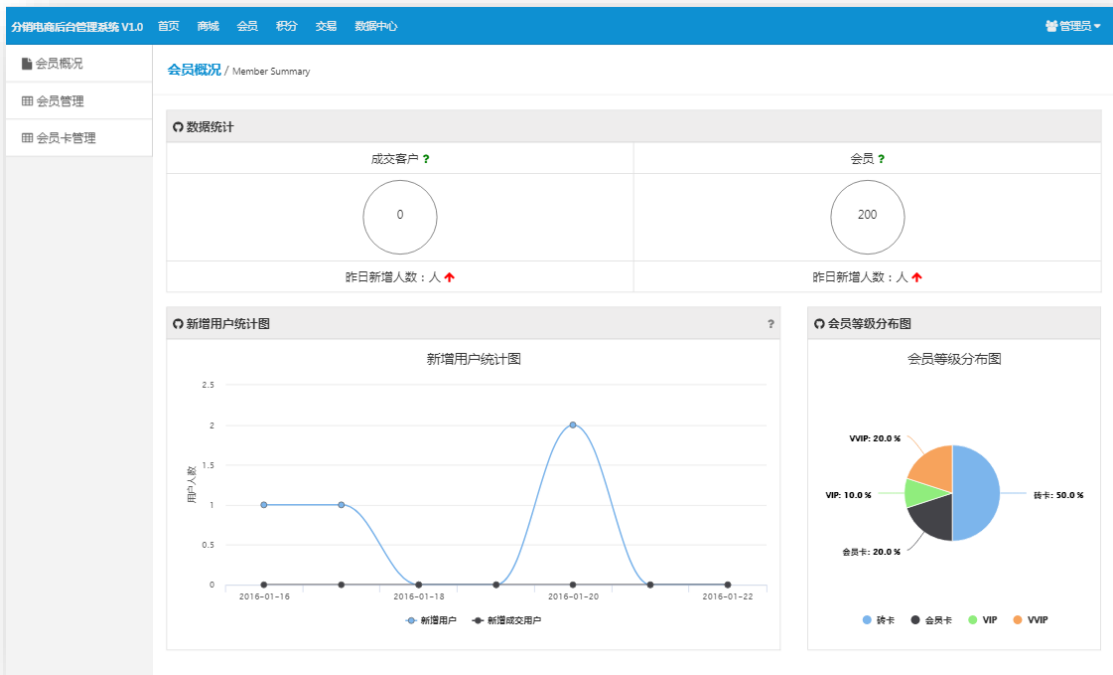 分销电商后台管理系统 V1.0 首页 商城 会员 积分 交易 数据中心 管理员
会员概况
会员管理
会员卡管理
会员概况 / Member Summary
数据统计
成交客户 ? 会员 ?
0 200
昨日新增人数：人 昨日新增人数：人
新增用户统计图 ?
新增用户统计图
2.5
2
1.5
1
0.5
0
用户人数
2016-01-16 2016-01-18 2016-01-20 2016-01-22
新增用户 新增成交用户
会员等级分布图
会员等级分布图
VVIP: 20.0 %
VIP: 10.0 % 砖卡: 50.0 %
会员卡: 20.0 %
砖卡 会员卡 VIP VVIP